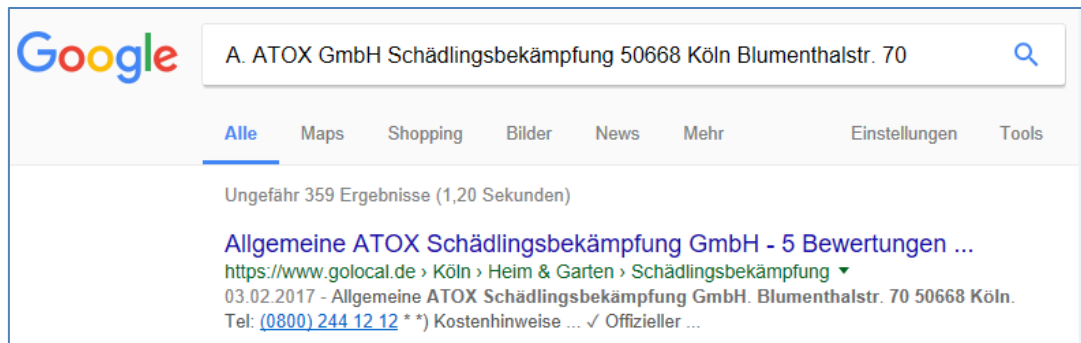 Google
A. ATOX GmbH Schädlingsbekämpfung 50668 Köln Blumenthalstr. 70
Alle Maps Shopping Bilder News Mehr Einstellungen Tools
Ungefähr 359 Ergebnisse (1,20 Sekunden)
Allgemeine ATOX Schädlingsbekämpfung GmbH - 5 Bewertungen ...
https://www.golocal.de › Köln › Heim & Garten › Schädlingsbekämpfung ▼
03.02.2017 - Allgemeine ATOX Schädlingsbekämpfung GmbH. Blumenthalstr. 70 50668 Köln.
Tel: (0800) 244 12 12 * *) Kostenhinweise ... ✓ Offizieller ...